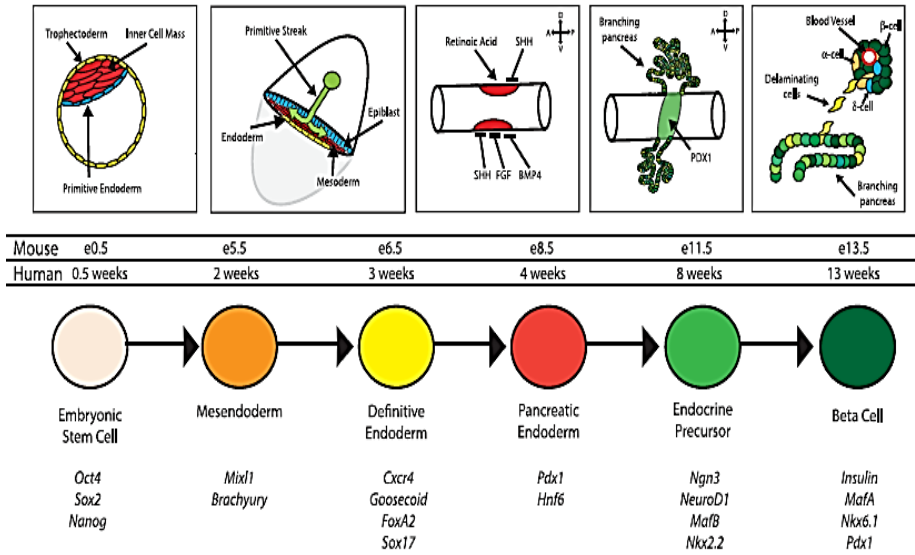 Trophectoderm
Inner Cell Mass
Primitive Endoderm
Primitive Streak
Endoderm
Epiblast
Mesoderm
Retinoic Acid
SHH
SHH FGF BMP4
Branching
pancreas
D
A P
V
PDX1
Blood Vessel
β-cell
α-cell
Delaminating
cells
δ-cell
Branching
pancreas
Mouse e0.5 e5.5 e6.5 e8.5 e11.5 e13.5
Human 0.5 weeks 2 weeks 3 weeks 4 weeks 8 weeks 13 weeks
Embryonic
Stem Cell
Mesendoderm
Definitive
Endoderm
Pancreatic
Endoderm
Endocrine
Precursor
Beta Cell
Oct4
Sox2
Nanog
Mixl1
Brachyury
Cxcr4
Goosecoid
FoxA2
Sox17
Pdx1
Hnf6
Ngn3
NeuroD1
MafB
Nkx2.2
Insulin
MafA
Nkx6.1
Pdx1